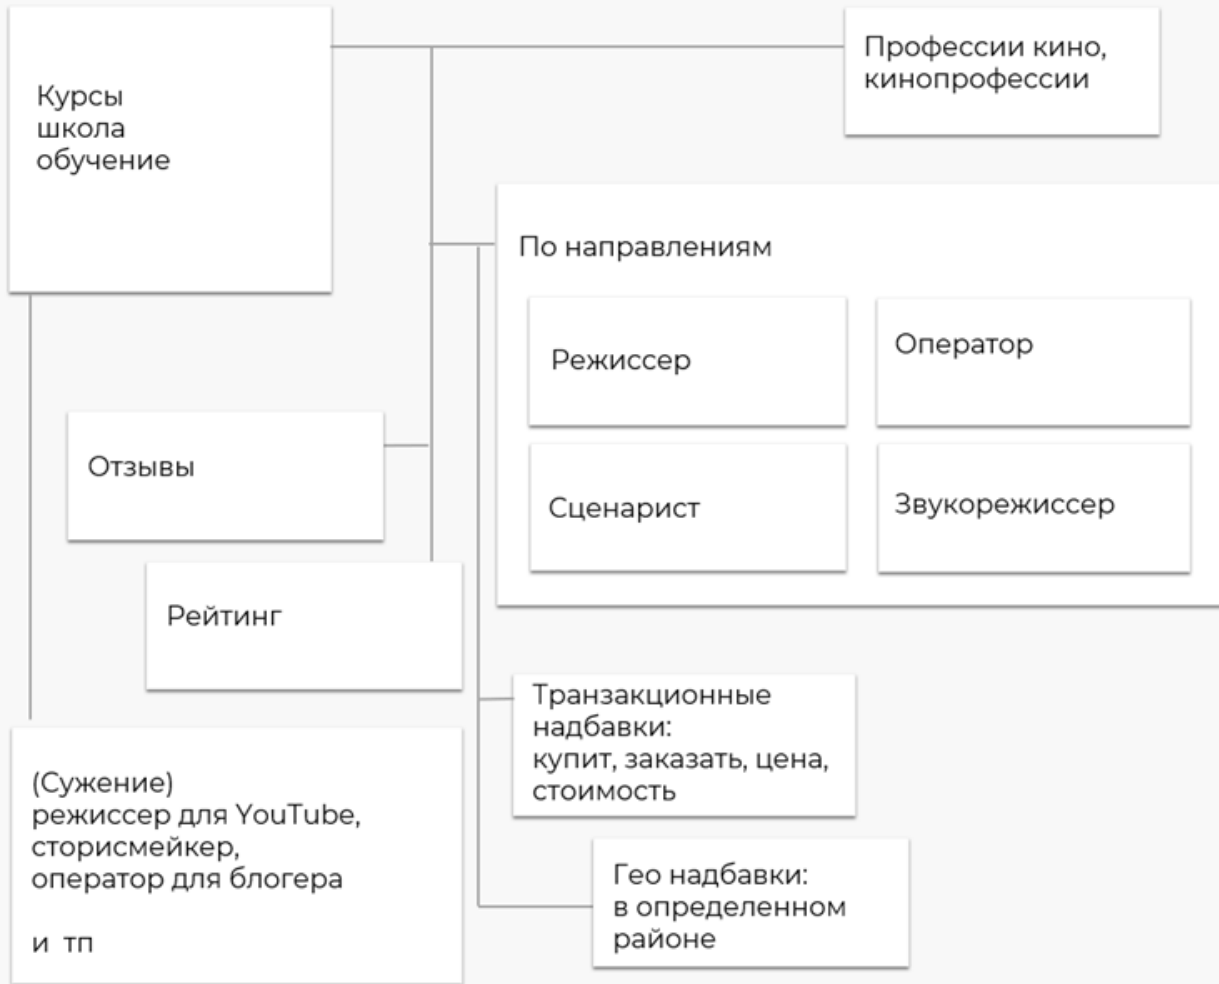 Курсы
школа
обучение
Профессии кино,
кинопрофессии
По направлениям
Режиссер
Оператор
Сценарист
Звукорежиссер
Отзывы
Рейтинг
Транзакционные
надбавки:
купит, заказать, цена,
стоимость
(Сужение)
режиссер для YouTube,
сторисмейкер,
оператор для блогера
и тп
Гео надбавки:
в определенном
районе